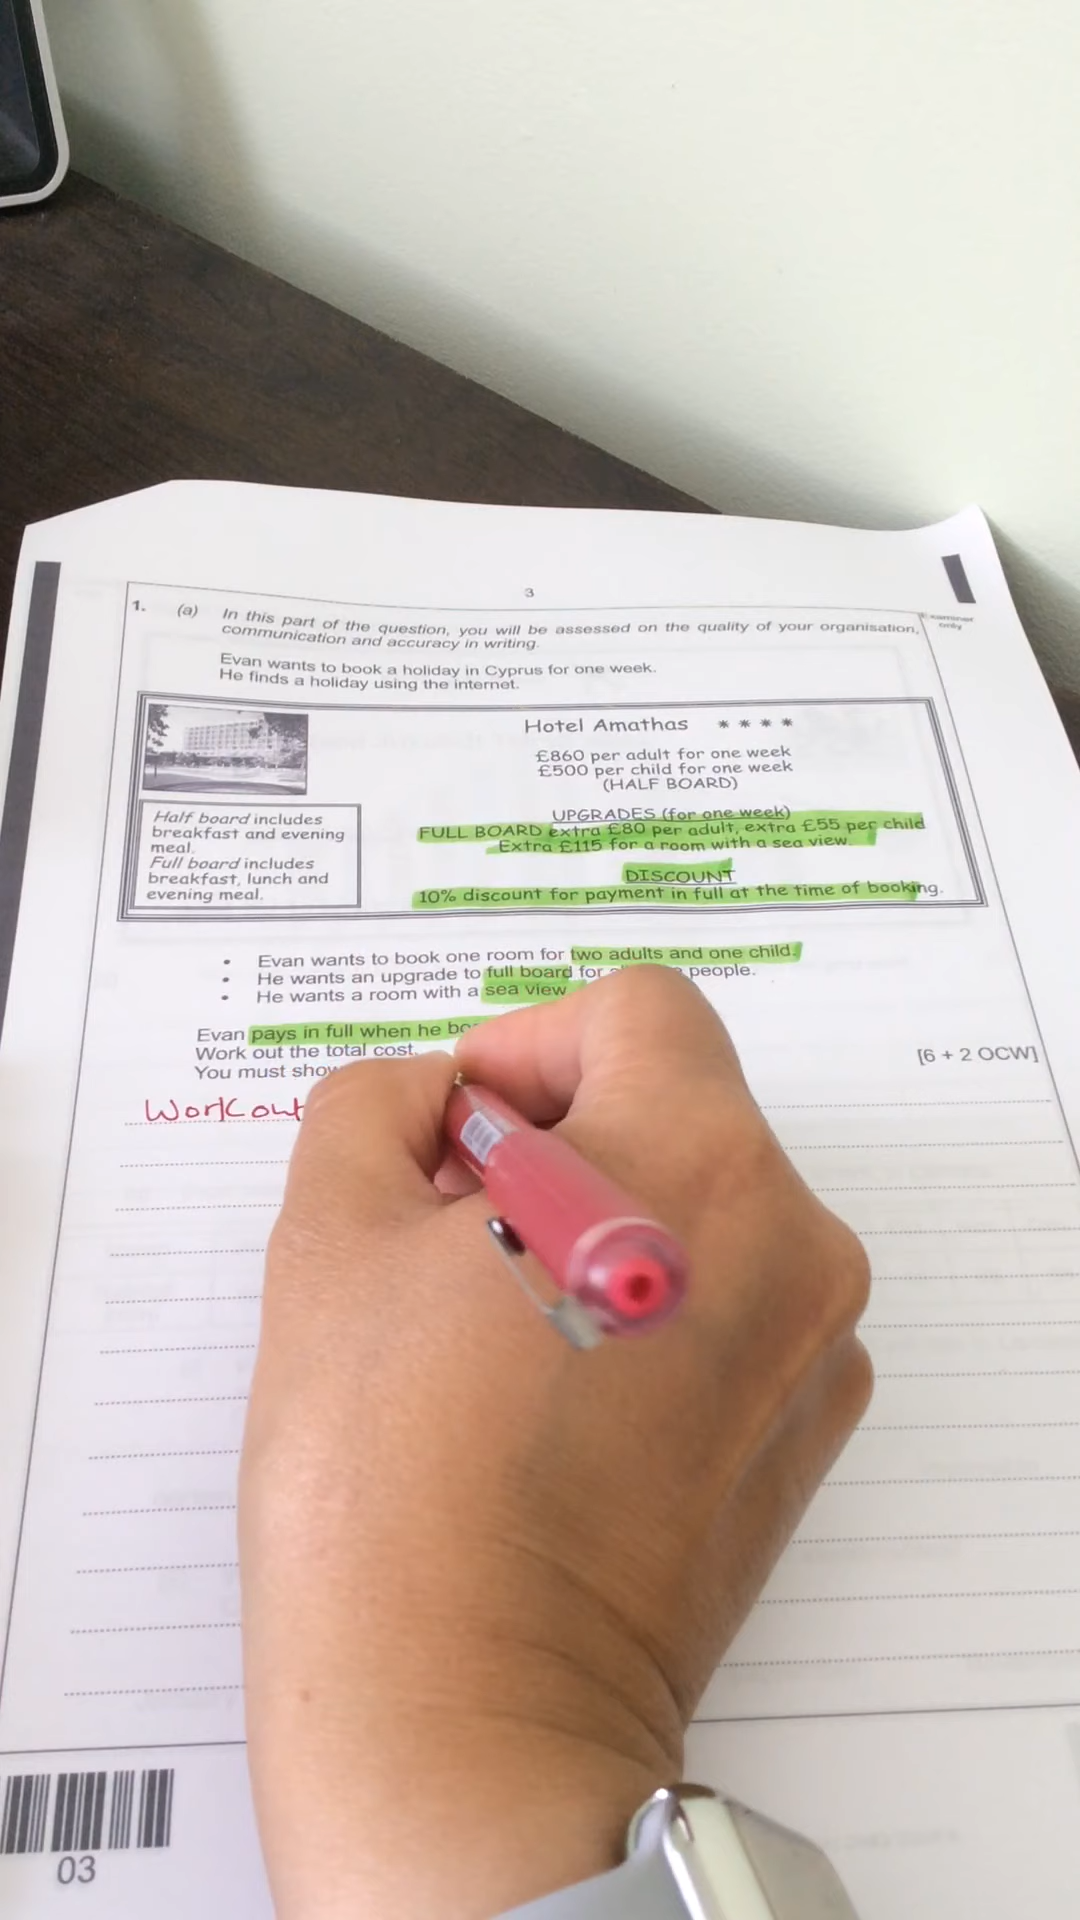 3
Examiner
only
1. (a) In this part of the question, you will be assessed on the quality of your organisation,
communication and accuracy in writing.
Evan wants to book a holiday in Cyprus for one week.
He finds a holiday using the internet.
Hotel Amathas ****
£860 per adult for one week
£500 per child for one week
(HALF BOARD)
UPGRADES (for one week)
FULL BOARD extra £80 per adult, extra £55 per child
Extra £115 for a room with a sea view.
DISCOUNT
10% discount for payment in full at the time of booking.
Half board includes
breakfast and evening
meal.
Full board includes
breakfast, lunch and
evening meal.
• Evan wants to book one room for two adults and one child.
• He wants an upgrade to full board for people.
• He wants a room with a sea view
Evan pays in full when he
Work out the total cost.
You must
[6 + 2 OCW]
Work out
03